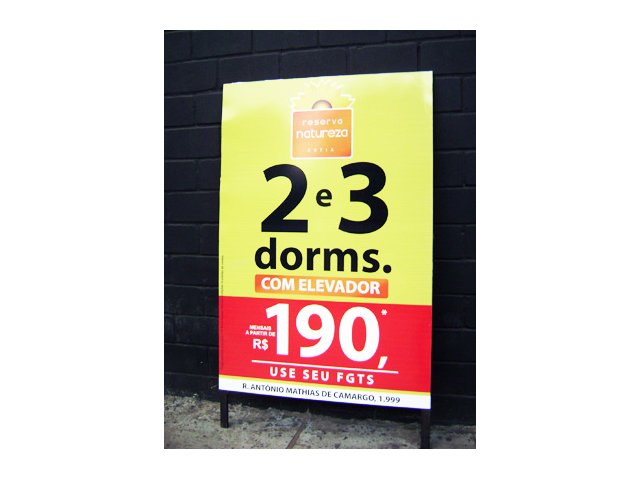 reserva
natureza
2 e 3
dorms.
COM ELEVADOR
MENSAIS
A PARTIR DE
R$ 190,*
USE SEU FGTS
R. ANTÔNIO MATHIAS DE CAMARGO, 1.999